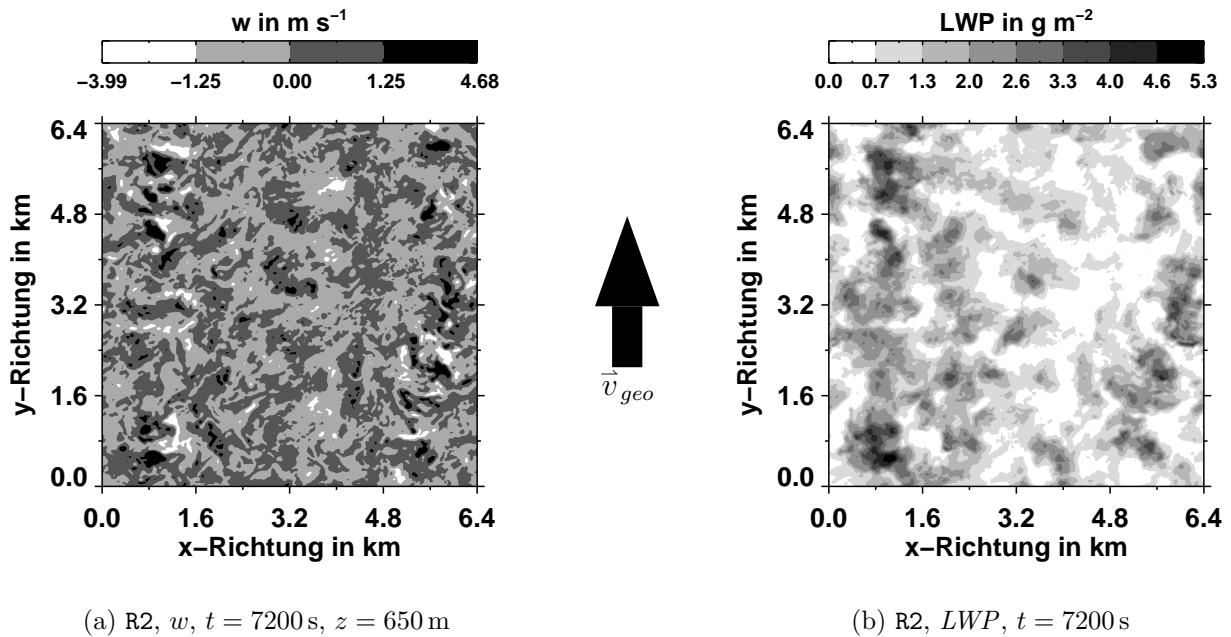 w in m s⁻¹
−3.99 −1.25 0.00 1.25 4.68
6.4
4.8
3.2
1.6
0.0
y−Richtung in km
0.0 1.6 3.2 4.8 6.4
x−Richtung in km
(a) R2, w, t = 7200 s, z = 650 m
v⃗ geo
LWP in g m⁻²
0.0 0.7 1.3 2.0 2.6 3.3 4.0 4.6 5.3
6.4
4.8
3.2
1.6
0.0
y−Richtung in km
0.0 1.6 3.2 4.8 6.4
x−Richtung in km
(b) R2, LWP, t = 7200 s